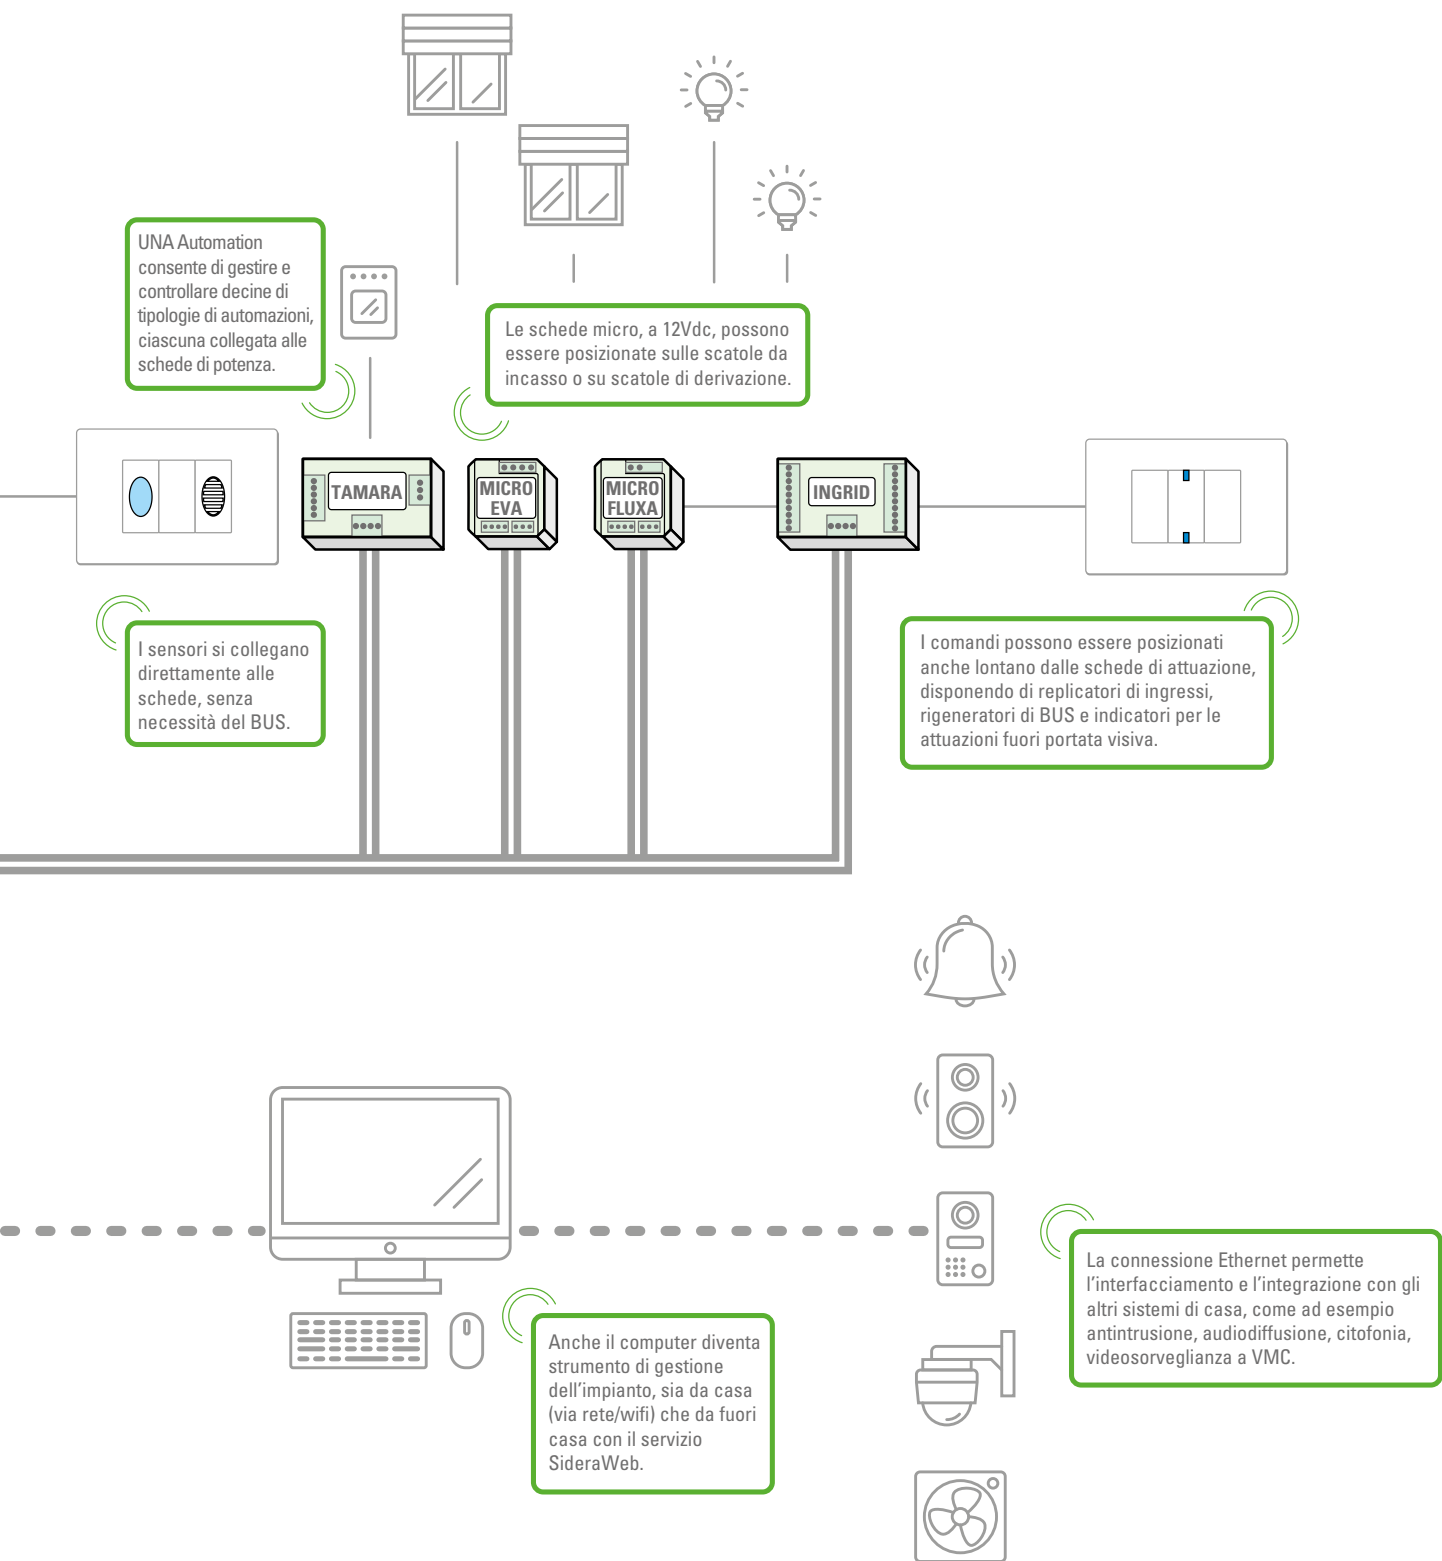 UNA Automation
consente di gestire e
controllare decine di
tipologie di automazioni,
ciascuna collegata alle
schede di potenza.
Le schede micro, a 12Vdc, possono
essere posizionate sulle scatole da
incasso o su scatole di derivazione.
TAMARA
MICRO
EVA
MICRO
FLUXA
INGRID
I sensori si collegano
direttamente alle
schede, senza
necessità del BUS.
I comandi possono essere posizionati
anche lontano dalle schede di attuazione,
disponendo di replicatori di ingressi,
rigeneratori di BUS e indicatori per le
attuazioni fuori portata visiva.
La connessione Ethernet permette
l'interfacciamento e l'integrazione con gli
altri sistemi di casa, come ad esempio
antintrusione, audiodiffusione, citofonia,
videosorveglianza a VMC.
Anche il computer diventa
strumento di gestione
dell'impianto, sia da casa
(via rete/wifi) che da fuori
casa con il servizio
SideraWeb.